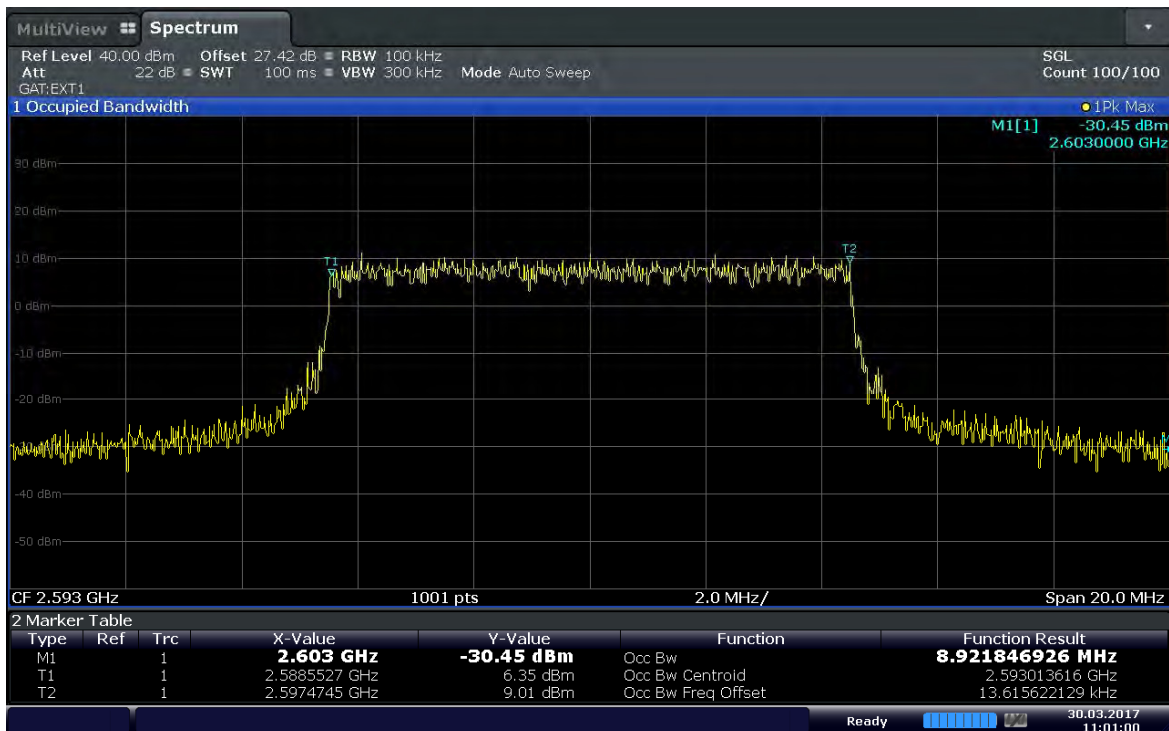 MultiView Spectrum
Ref Level 40.00 dBm Offset 27.42 dB RBW 100 kHz SGL
Att 22 dB SWT 100 ms VBW 300 kHz Mode Auto Sweep Count 100/100
GAT:EXT1
1 Occupied Bandwidth 1Pk Max
M1[1] -30.45 dBm
2.6030000 GHz
30 dBm
20 dBm
T2
10 dBm
T1
0 dBm
-10 dBm
-20 dBm
-40 dBm
-50 dBm
CF 2.593 GHz 1001 pts 2.0 MHz/ Span 20.0 MHz
2 Marker Table
Type Ref Trc X-Value Y-Value Function Function Result
M1 1 2.603 GHz -30.45 dBm Occ Bw 8.921846926 MHz
T1 1 2.5885527 GHz 6.35 dBm Occ Bw Centroid 2.593013616 GHz
T2 1 2.5974745 GHz 9.01 dBm Occ Bw Freq Offset 13.615622129 kHz
Ready 30.03.2017
11:01:00